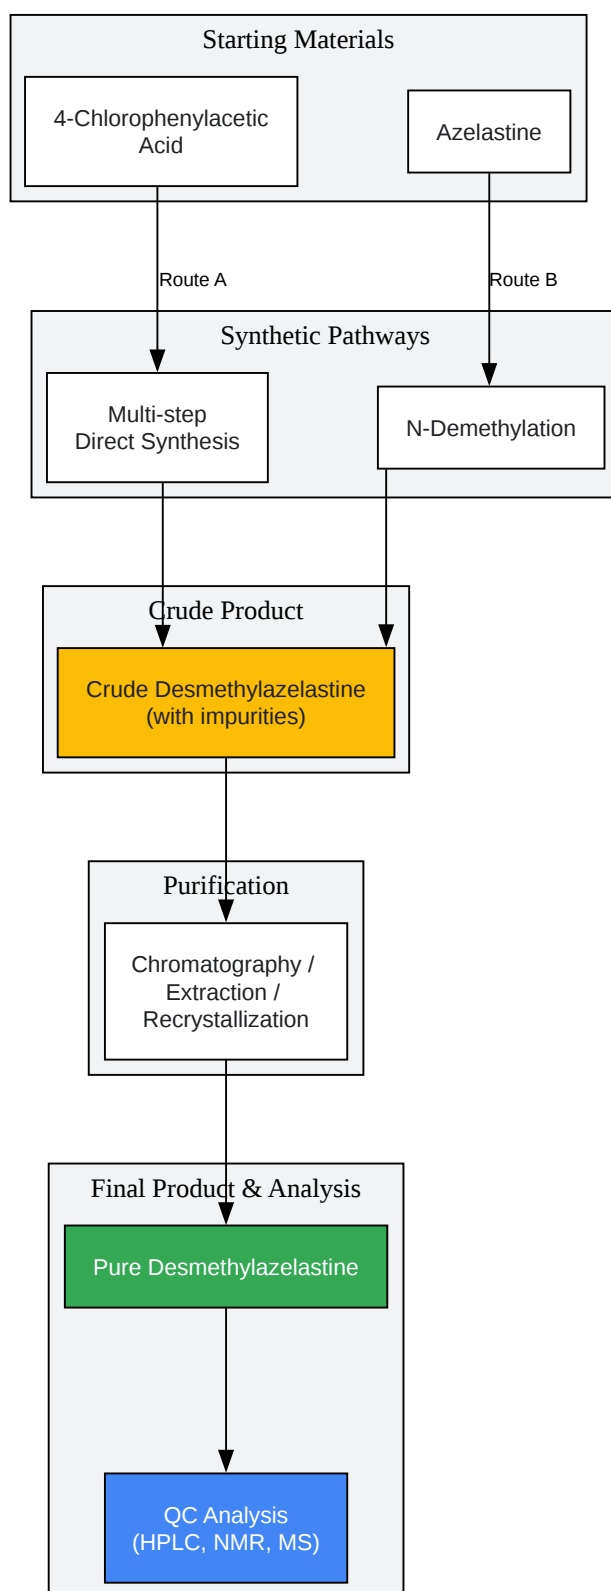 Starting Materials
4-Chlorophenylacetic
Acid
Azelastine
Route A
Route B
Synthetic Pathways
Multi-step
Direct Synthesis
N-Demethylation
Crude Product
Crude Desmethylazelastine
(with impurities)
Purification
Chromatography /
Extraction /
Recrystallization
Final Product & Analysis
Pure Desmethylazelastine
QC Analysis
(HPLC, NMR, MS)